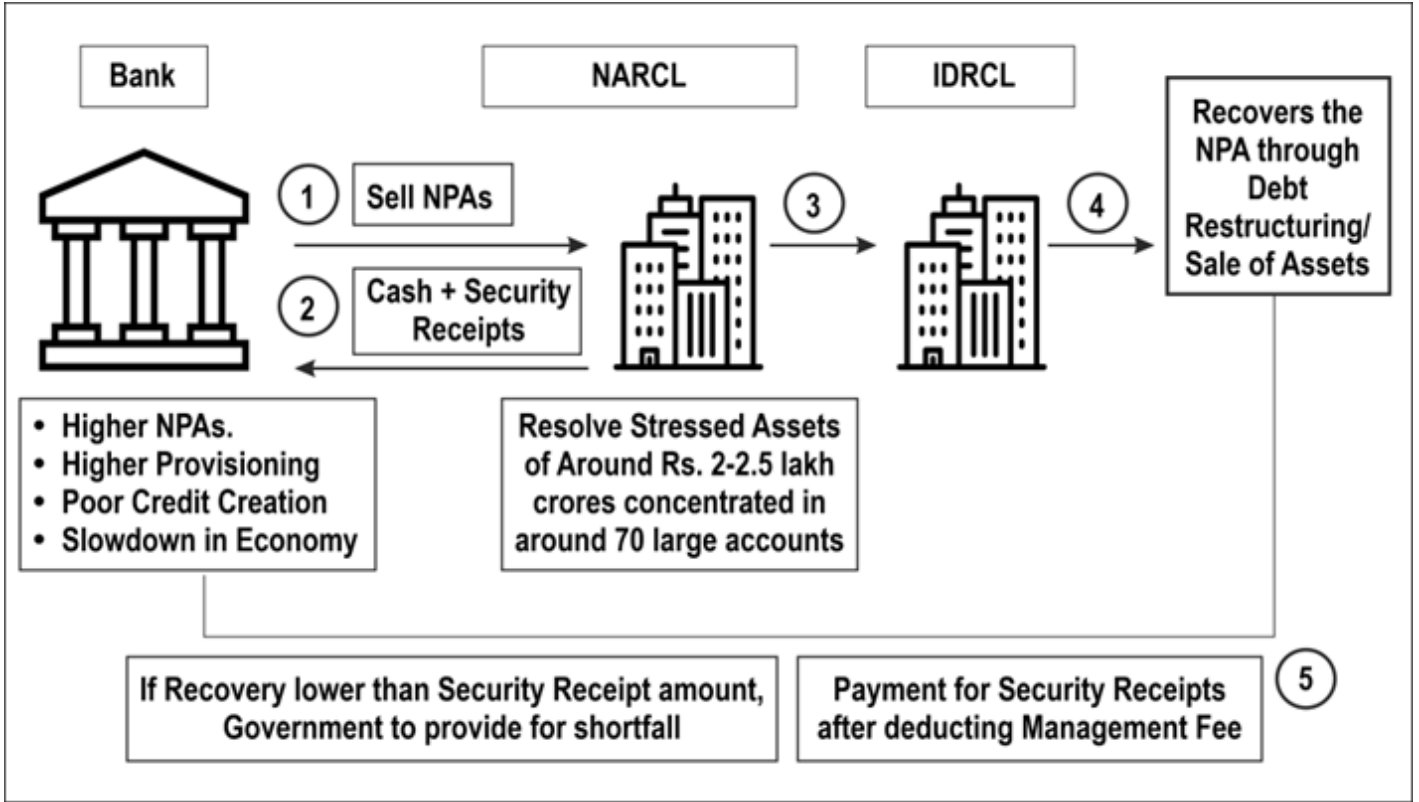 Bank
NARCL
IDRCL
Recovers the
NPA through
Debt
Restructuring/
Sale of Assets
1
Sell NPAs
3
4
2
Cash + Security
Receipts
• Higher NPAs.
• Higher Provisioning
• Poor Credit Creation
• Slowdown in Economy
Resolve Stressed Assets
of Around Rs. 2-2.5 lakh
crores concentrated in
around 70 large accounts
If Recovery lower than Security Receipt amount,
Government to provide for shortfall
Payment for Security Receipts
after deducting Management Fee
5